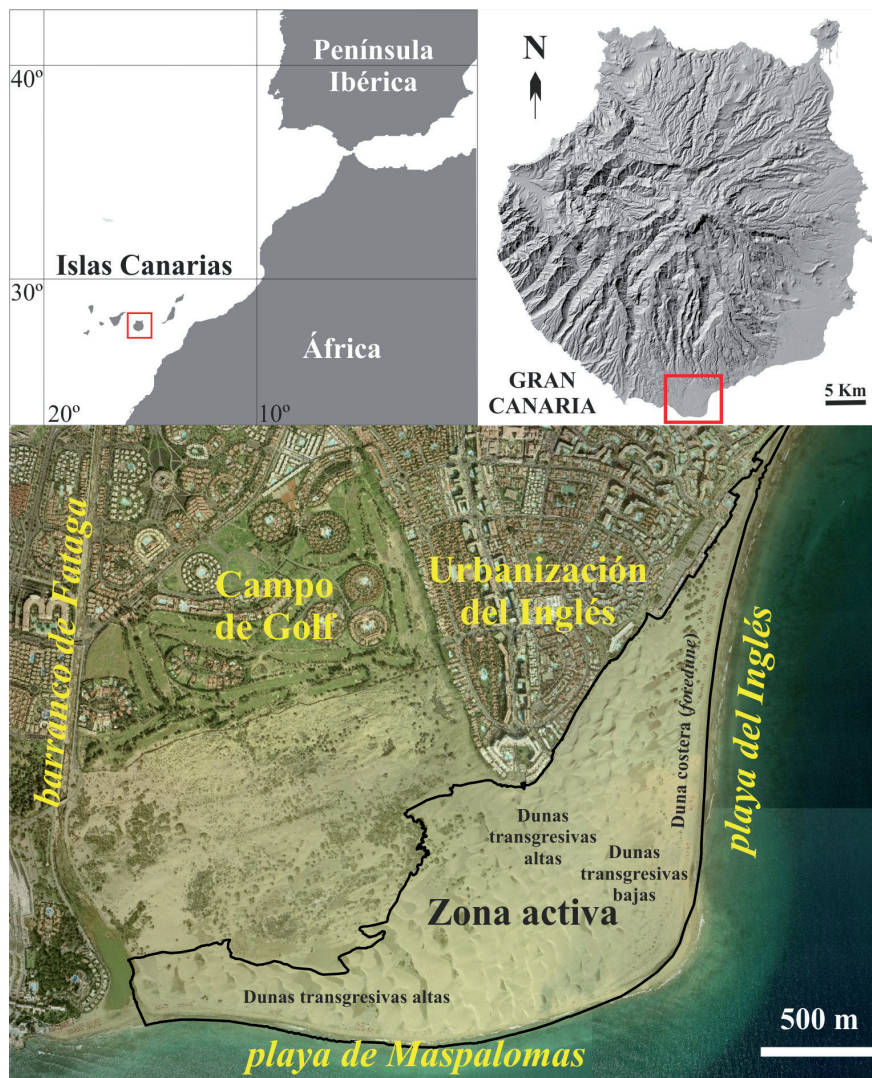 40º
Península
Ibérica
N
Islas Canarias
30º
África
20º
10º
GRAN
CANARIA
5 Km
barranco de Fataga
Campo
de Golf
Urbanización
del Inglés
playa del Inglés
Duna costera (foredune)
Dunas
transgresivas
altas
Dunas
transgresivas
bajas
Zona activa
Dunas transgresivas altas
500 m
playa de Maspalomas